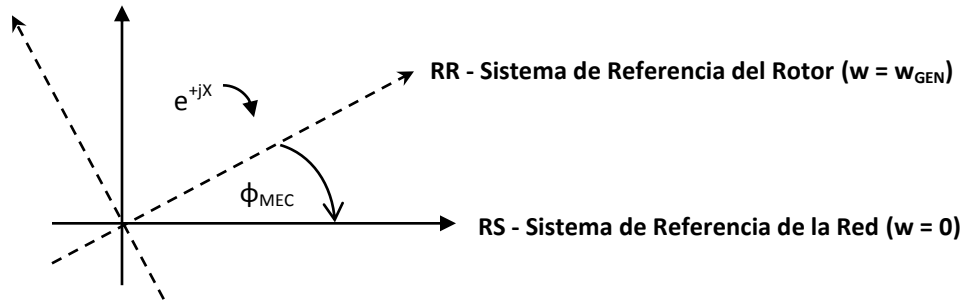 RR - Sistema de Referencia del Rotor (w = w_GEN)
e^+jX
ϕ_MEC
RS - Sistema de Referencia de la Red (w = 0)